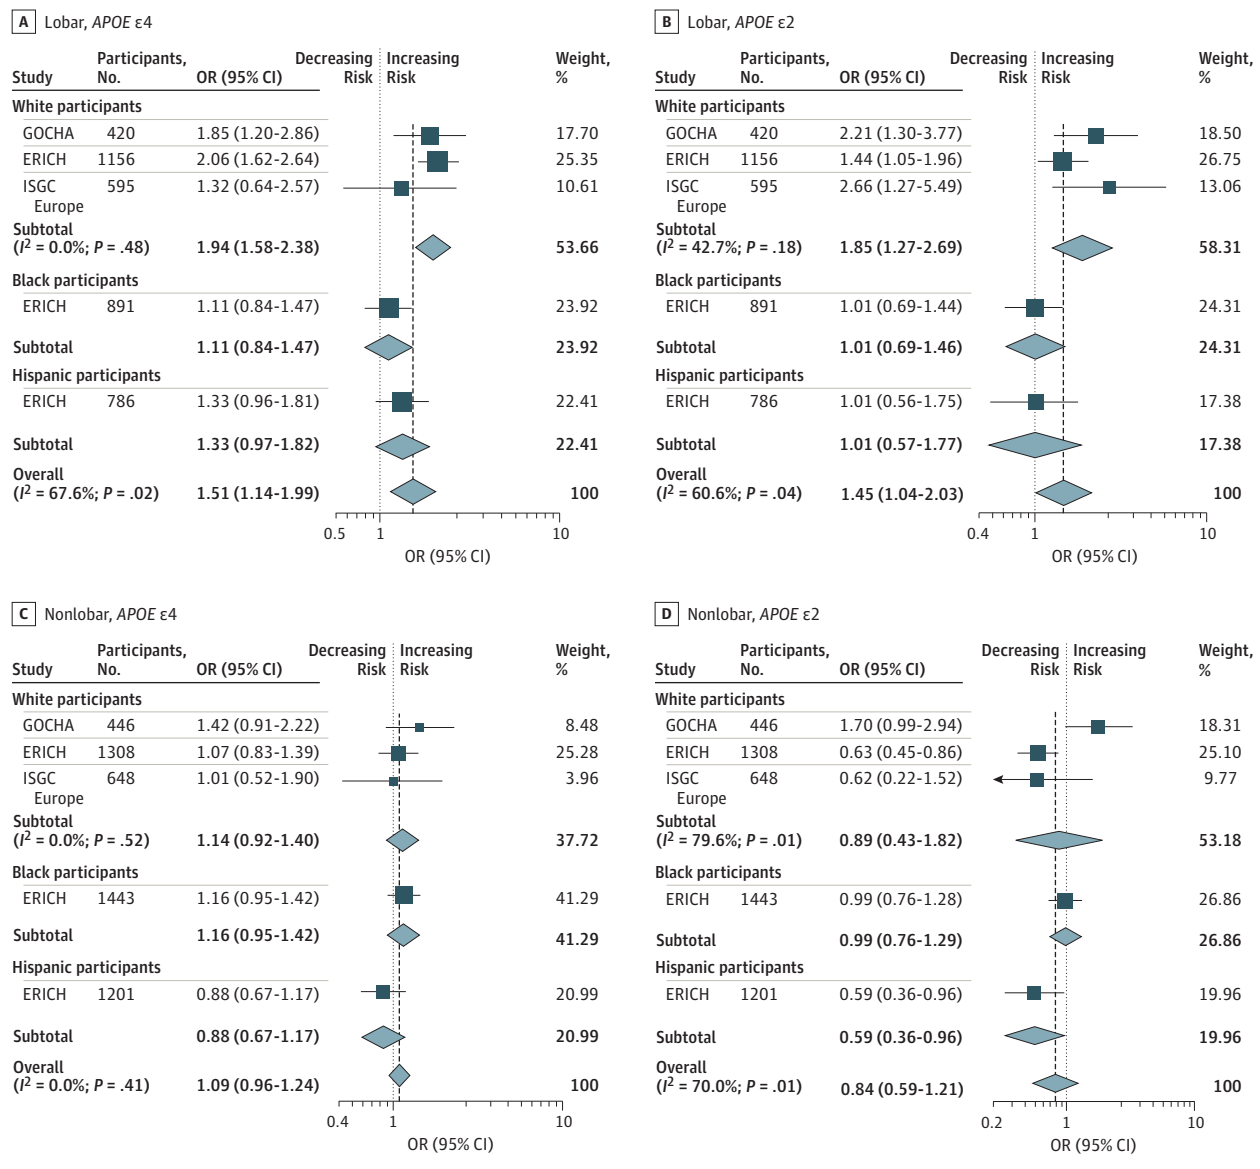 A Lobar, APOE ε4
Study Participants, No. OR (95% CI) Decreasing Risk Increasing Risk Weight, %
White participants
GOCHA 420 1.85 (1.20-2.86) 17.70
ERICH 1156 2.06 (1.62-2.64) 25.35
ISGC Europe 595 1.32 (0.64-2.57) 10.61
Subtotal
(I2 = 0.0%; P = .48) 1.94 (1.58-2.38) 53.66
Black participants
ERICH 891 1.11 (0.84-1.47) 23.92
Subtotal 1.11 (0.84-1.47) 23.92
Hispanic participants
ERICH 786 1.33 (0.96-1.81) 22.41
Subtotal 1.33 (0.97-1.82) 22.41
Overall
(I2 = 67.6%; P = .02) 1.51 (1.14-1.99) 100
0.5 1 10
OR (95% CI)
B Lobar, APOE ε2
Study Participants, No. OR (95% CI) Decreasing Risk Increasing Risk Weight, %
White participants
GOCHA 420 2.21 (1.30-3.77) 18.50
ERICH 1156 1.44 (1.05-1.96) 26.75
ISGC Europe 595 2.66 (1.27-5.49) 13.06
Subtotal
(I2 = 42.7%; P = .18) 1.85 (1.27-2.69) 58.31
Black participants
ERICH 891 1.01 (0.69-1.44) 24.31
Subtotal 1.01 (0.69-1.46) 24.31
Hispanic participants
ERICH 786 1.01 (0.56-1.75) 17.38
Subtotal 1.01 (0.57-1.77) 17.38
Overall
(I2 = 60.6%; P = .04) 1.45 (1.04-2.03) 100
0.4 1 10
OR (95% CI)
C Nonlobar, APOE ε4
Study Participants, No. OR (95% CI) Decreasing Risk Increasing Risk Weight, %
White participants
GOCHA 446 1.42 (0.91-2.22) 8.48
ERICH 1308 1.07 (0.83-1.39) 25.28
ISGC Europe 648 1.01 (0.52-1.90) 3.96
Subtotal
(I2 = 0.0%; P = .52) 1.14 (0.92-1.40) 37.72
Black participants
ERICH 1443 1.16 (0.95-1.42) 41.29
Subtotal 1.16 (0.95-1.42) 41.29
Hispanic participants
ERICH 1201 0.88 (0.67-1.17) 20.99
Subtotal 0.88 (0.67-1.17) 20.99
Overall
(I2 = 0.0%; P = .41) 1.09 (0.96-1.24) 100
0.4 1 10
OR (95% CI)
D Nonlobar, APOE ε2
Study Participants, No. OR (95% CI) Decreasing Risk Increasing Risk Weight, %
White participants
GOCHA 446 1.70 (0.99-2.94) 18.31
ERICH 1308 0.63 (0.45-0.86) 25.10
ISGC Europe 648 0.62 (0.22-1.52) 9.77
Subtotal
(I2 = 79.6%; P = .01) 0.89 (0.43-1.82) 53.18
Black participants
ERICH 1443 0.99 (0.76-1.28) 26.86
Subtotal 0.99 (0.76-1.29) 26.86
Hispanic participants
ERICH 1201 0.59 (0.36-0.96) 19.96
Subtotal 0.59 (0.36-0.96) 19.96
Overall
(I2 = 70.0%; P = .01) 0.84 (0.59-1.21) 100
0.2 1 10
OR (95% CI)